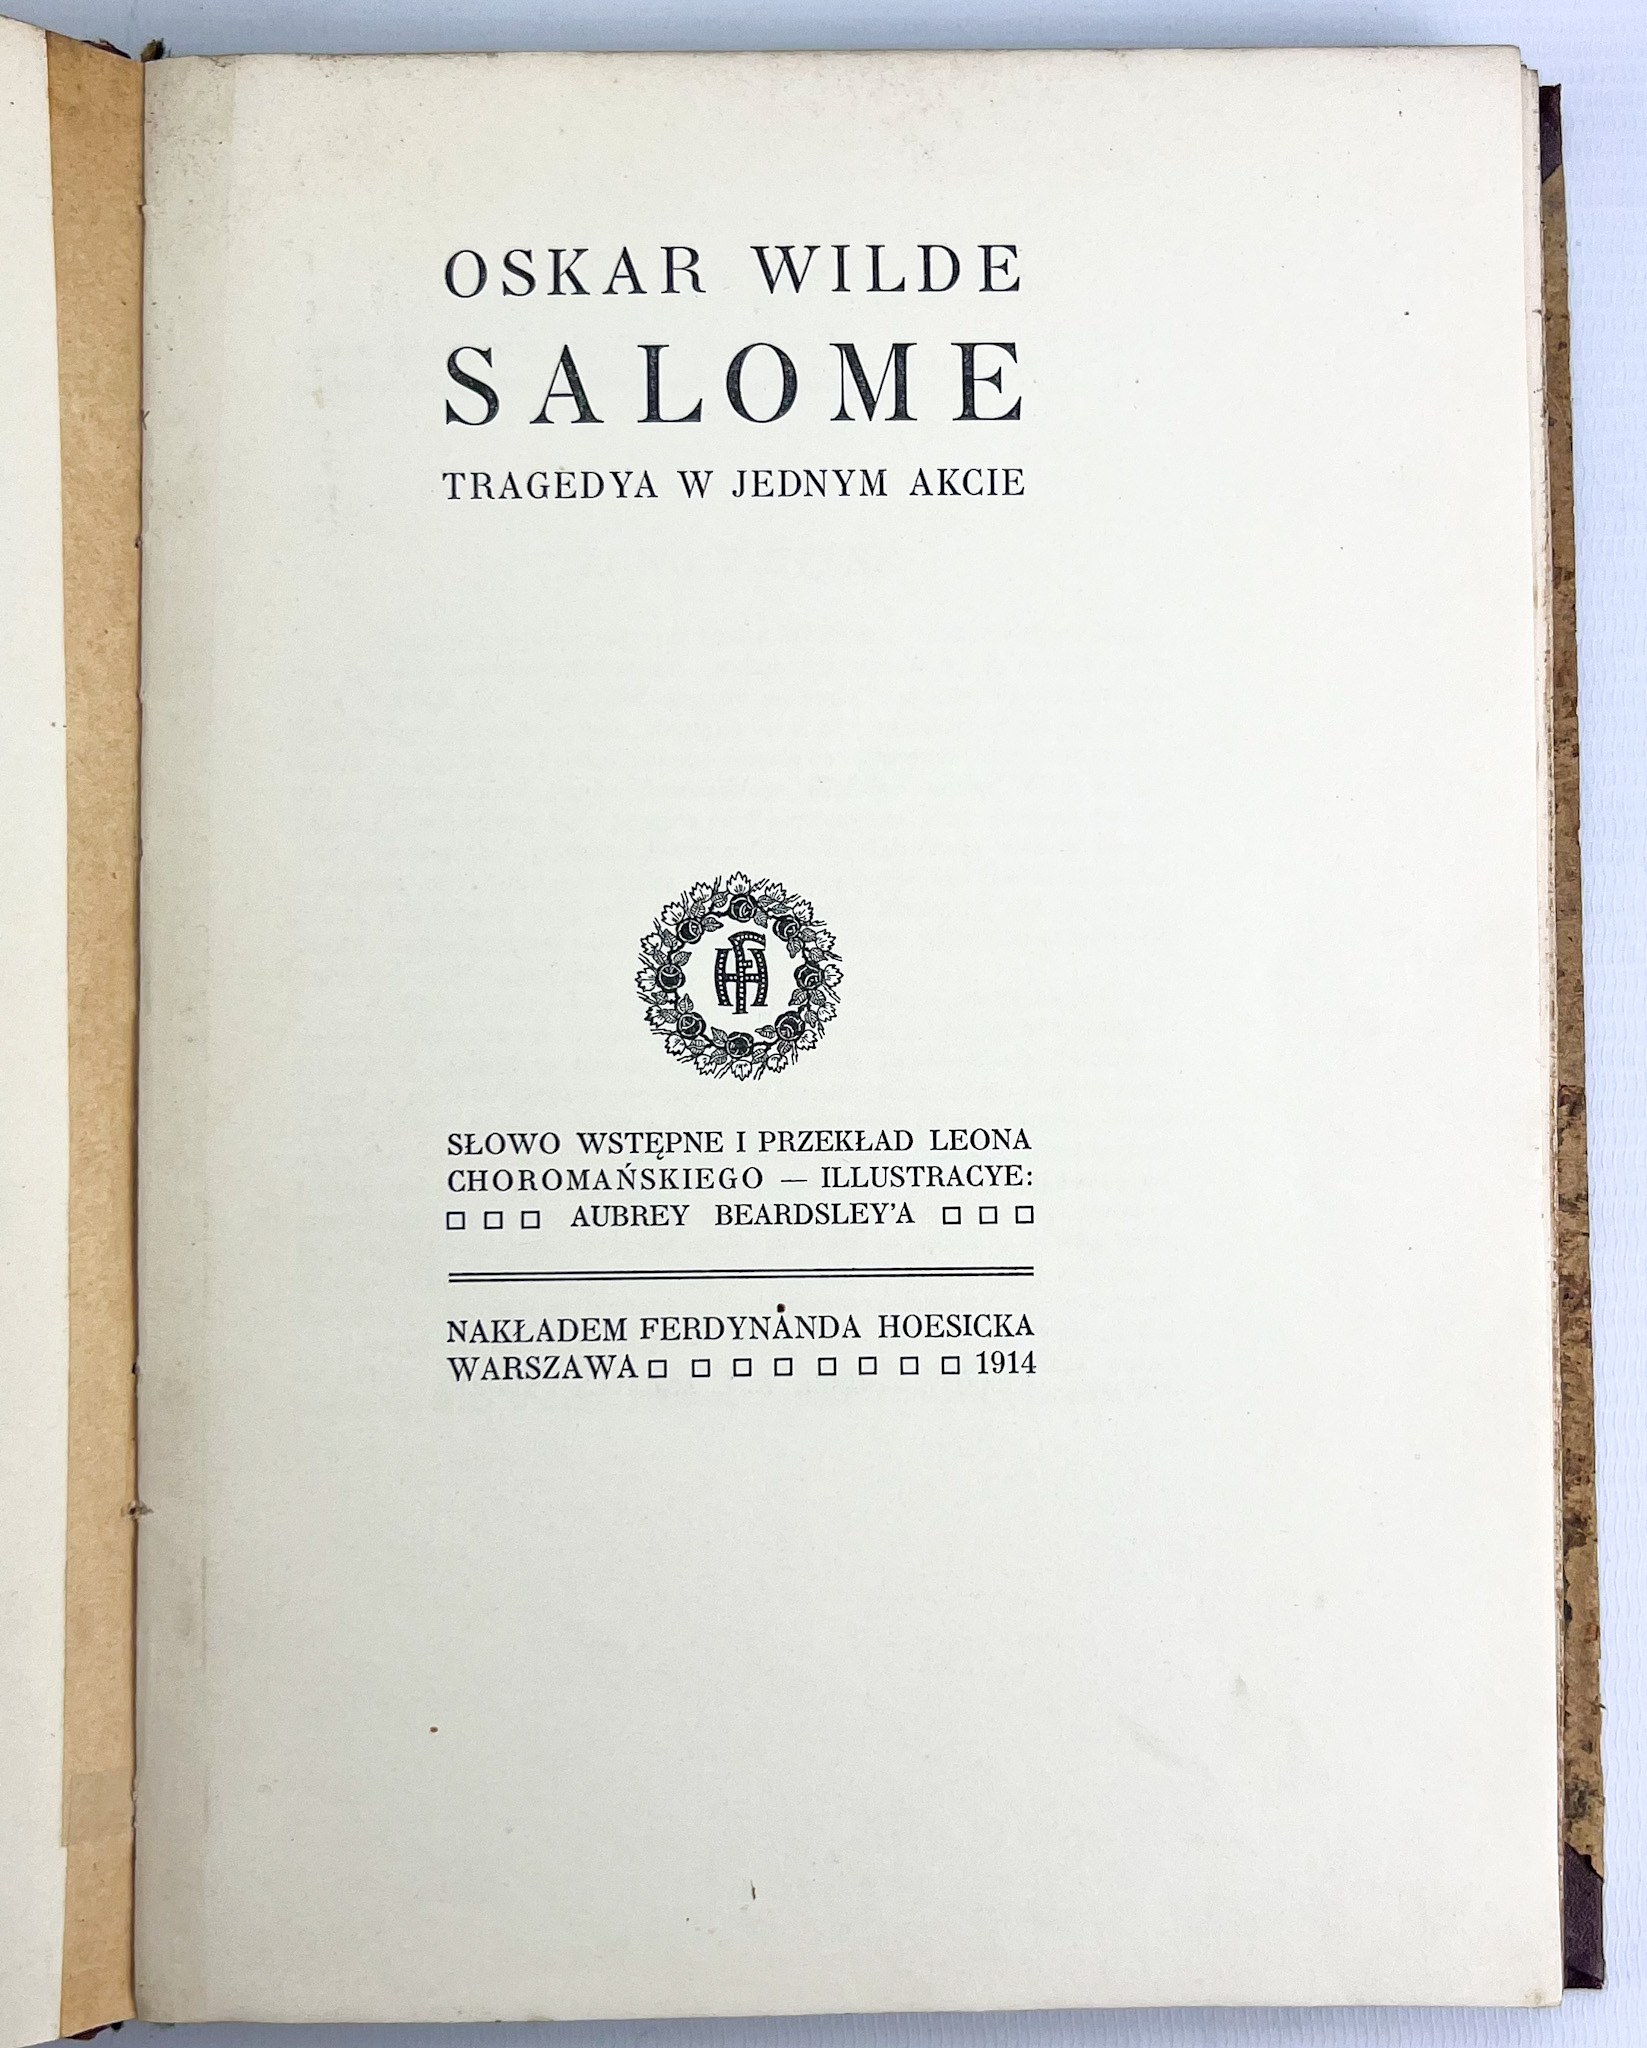 OSKAR WILDE
SALOME
TRAGEDYA W JEDNYM AKCIE
FH
SŁOWO WSTĘPNE I PRZEKŁAD LEONA
CHOROMAŃSKIEGO — ILLUSTRACYE:
□ □ □ AUBREY BEARDSLEY'A □ □ □
NAKŁADEM FERDYNANDA HOESICKA
WARSZAWA □ □ □ □ □ □ □ □ 1914